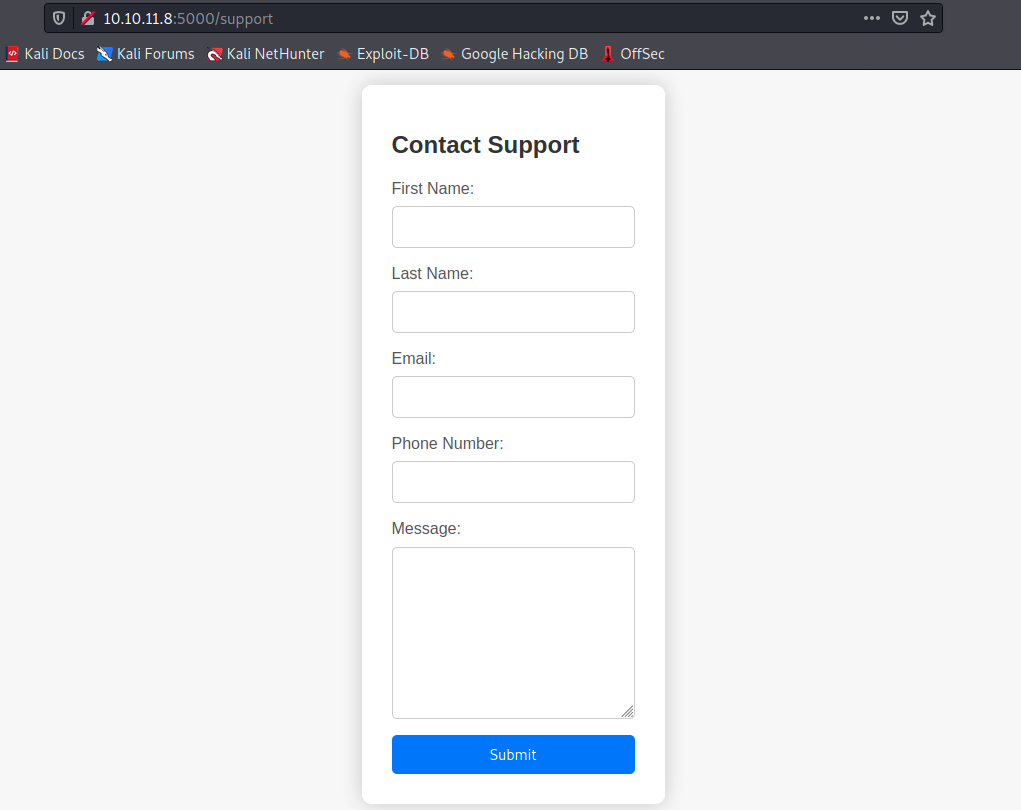 10.10.11.8:5000/support
Kali Docs Kali Forums Kali NetHunter Exploit-DB Google Hacking DB OffSec
Contact Support
First Name:
Last Name:
Email:
Phone Number:
Message:
Submit